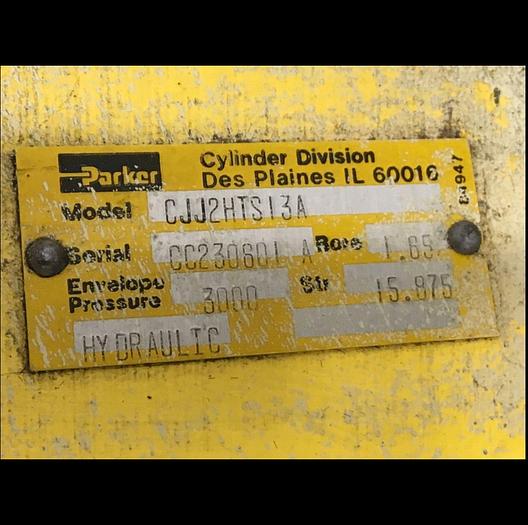 Parker
Cylinder Division
Des Plaines IL 60016
84947
Model CJJ2HTS13A
Serial CC230601 A Bore 1.65
Envelope Pressure 3000 Str 15.875
HYDRAULIC